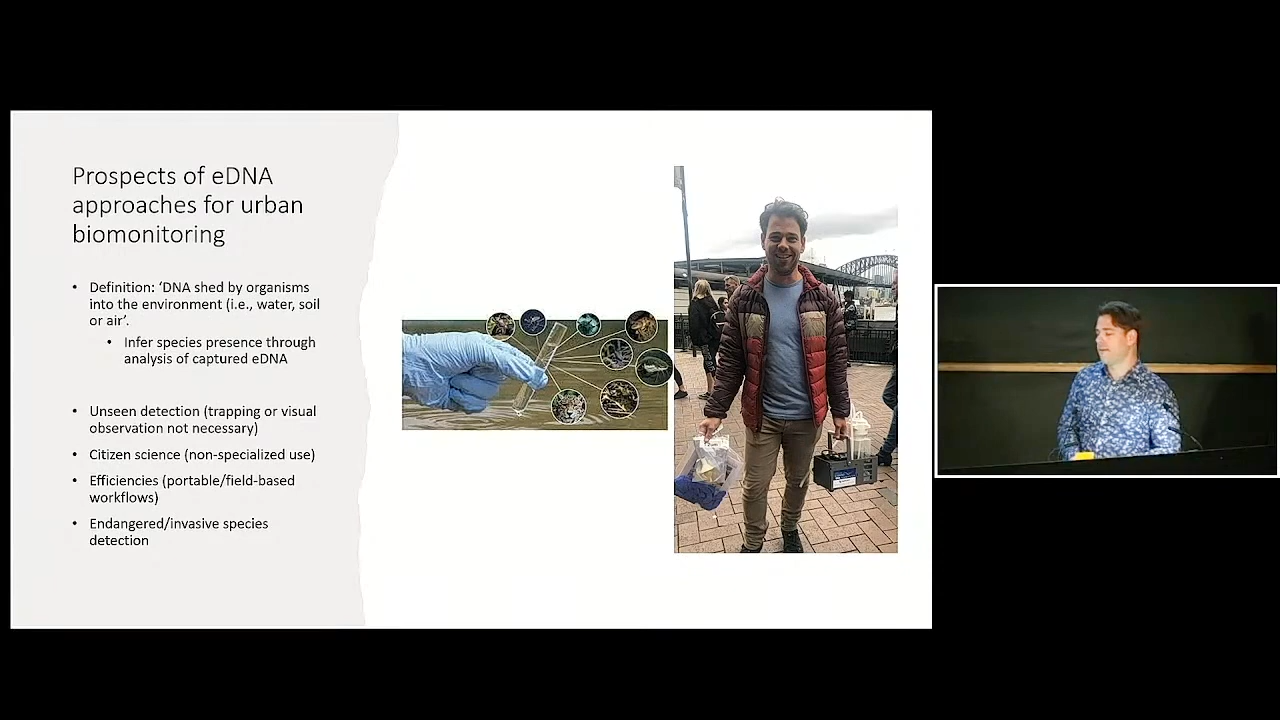 Prospects of eDNA
approaches for urban
biomonitoring
• Definition: ‘DNA shed by organisms
into the environment (i.e., water, soil
or air’.
• Infer species presence through
analysis of captured eDNA
• Unseen detection (trapping or visual
observation not necessary)
• Citizen science (non-specialized use)
• Efficiencies (portable/field-based
workflows)
• Endangered/invasive species
detection